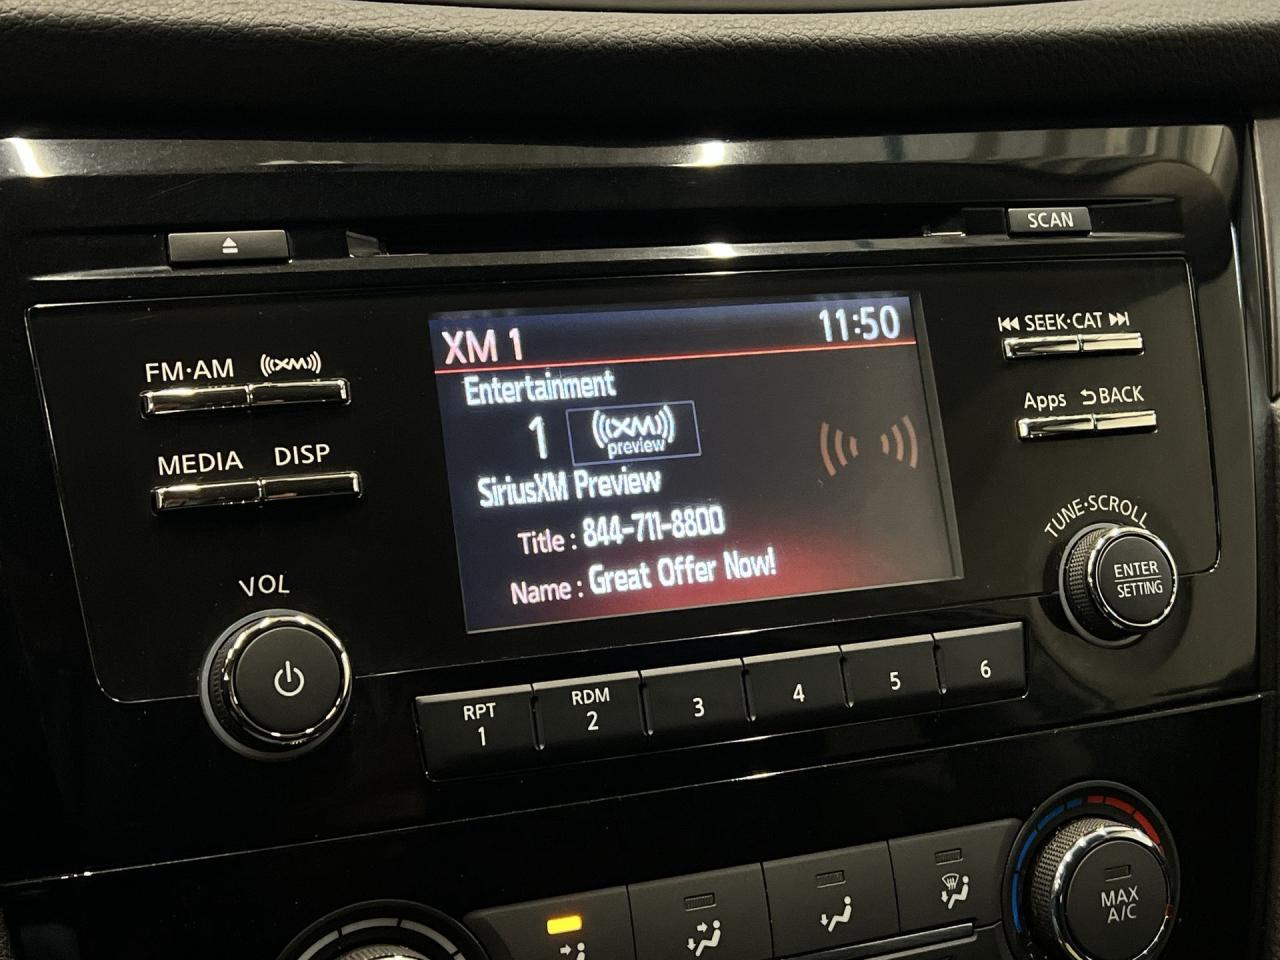 SCAN
FM·AM ((XM))
SEEK·CAT
MEDIA DISP
Apps BACK
VOL
TUNE·SCROLL
ENTER
SETTING
XM 1 11:50
Entertainment
1 ((XM))
preview
SiriusXM Preview
Title : 844-711-8800
Name : Great Offer Now!
RPT
1
RDM
2
3
4
5
6
MAX
A/C